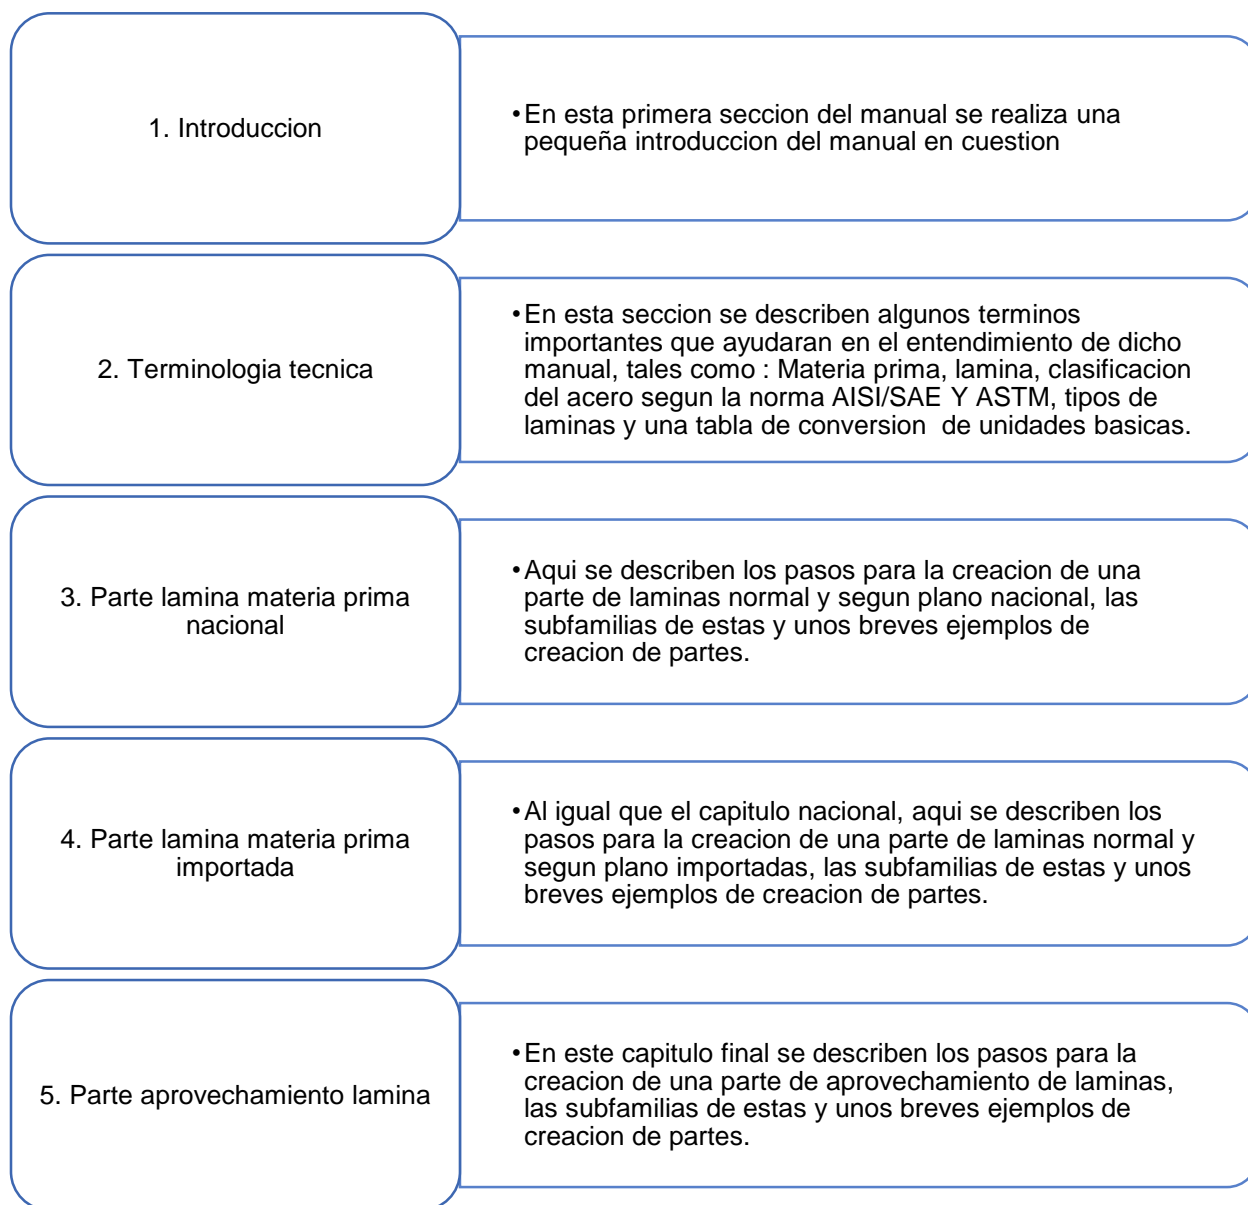 1. Introduccion
•En esta primera seccion del manual se realiza una
pequeña introduccion del manual en cuestion
2. Terminologia tecnica
•En esta seccion se describen algunos terminos
importantes que ayudaran en el entendimiento de dicho
manual, tales como : Materia prima, lamina, clasificacion
del acero segun la norma AISI/SAE Y ASTM, tipos de
laminas y una tabla de conversion  de unidades basicas.
3. Parte lamina materia prima
nacional
•Aqui se describen los pasos para la creacion de una
parte de laminas normal y segun plano nacional, las
subfamilias de estas y unos breves ejemplos de
creacion de partes.
4. Parte lamina materia prima
importada
•Al igual que el capitulo nacional, aqui se describen los
pasos para la creacion de una parte de laminas normal y
segun plano importadas, las subfamilias de estas y unos
breves ejemplos de creacion de partes.
5. Parte aprovechamiento lamina
•En este capitulo final se describen los pasos para la
creacion de una parte de aprovechamiento de laminas,
las subfamilias de estas y unos breves ejemplos de
creacion de partes.